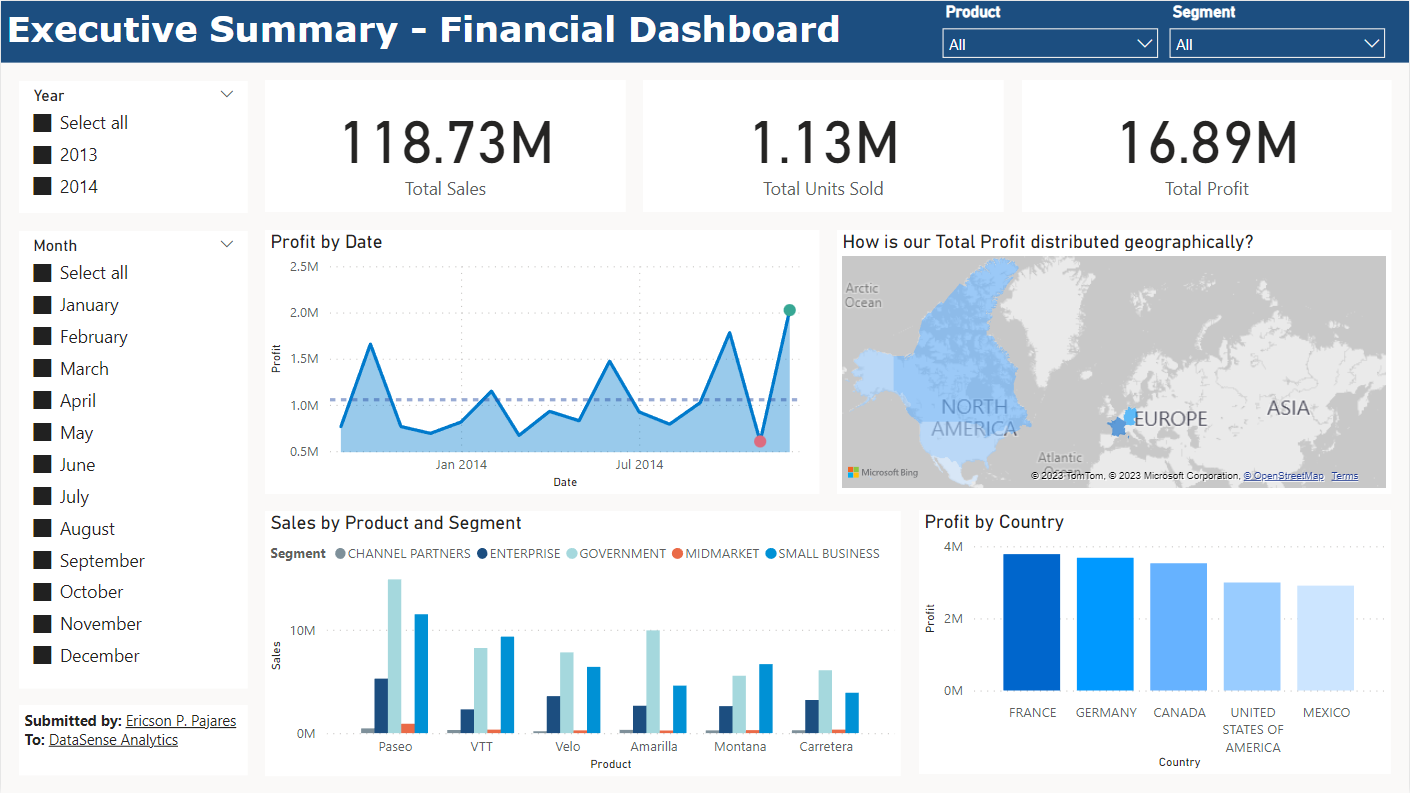 Executive Summary - Financial Dashboard
Product
All
Segment
All
Year
Select all
2013
2014
118.73M
Total Sales
1.13M
Total Units Sold
16.89M
Total Profit
Month
Select all
January
February
March
April
May
June
July
August
September
October
November
December
Submitted by: Ericson P. Pajares
To: DataSense Analytics
Profit by Date
2.5M
2.0M
1.5M
1.0M
0.5M
Profit
Jan 2014
Jul 2014
Date
How is our Total Profit distributed geographically?
Arctic
Ocean
NORTH
AMERICA
EUROPE
ASIA
Atlantic
Ocean
Microsoft Bing
© 2023 TomTom, © 2023 Microsoft Corporation, © OpenStreetMap Terms
Sales by Product and Segment
Segment CHANNEL PARTNERS ENTERPRISE GOVERNMENT MIDMARKET SMALL BUSINESS
10M
0M
Sales
Paseo VTT Velo Amarilla Montana Carretera
Product
Profit by Country
4M
2M
0M
Profit
FRANCE GERMANY CANADA UNITED STATES OF AMERICA MEXICO
Country